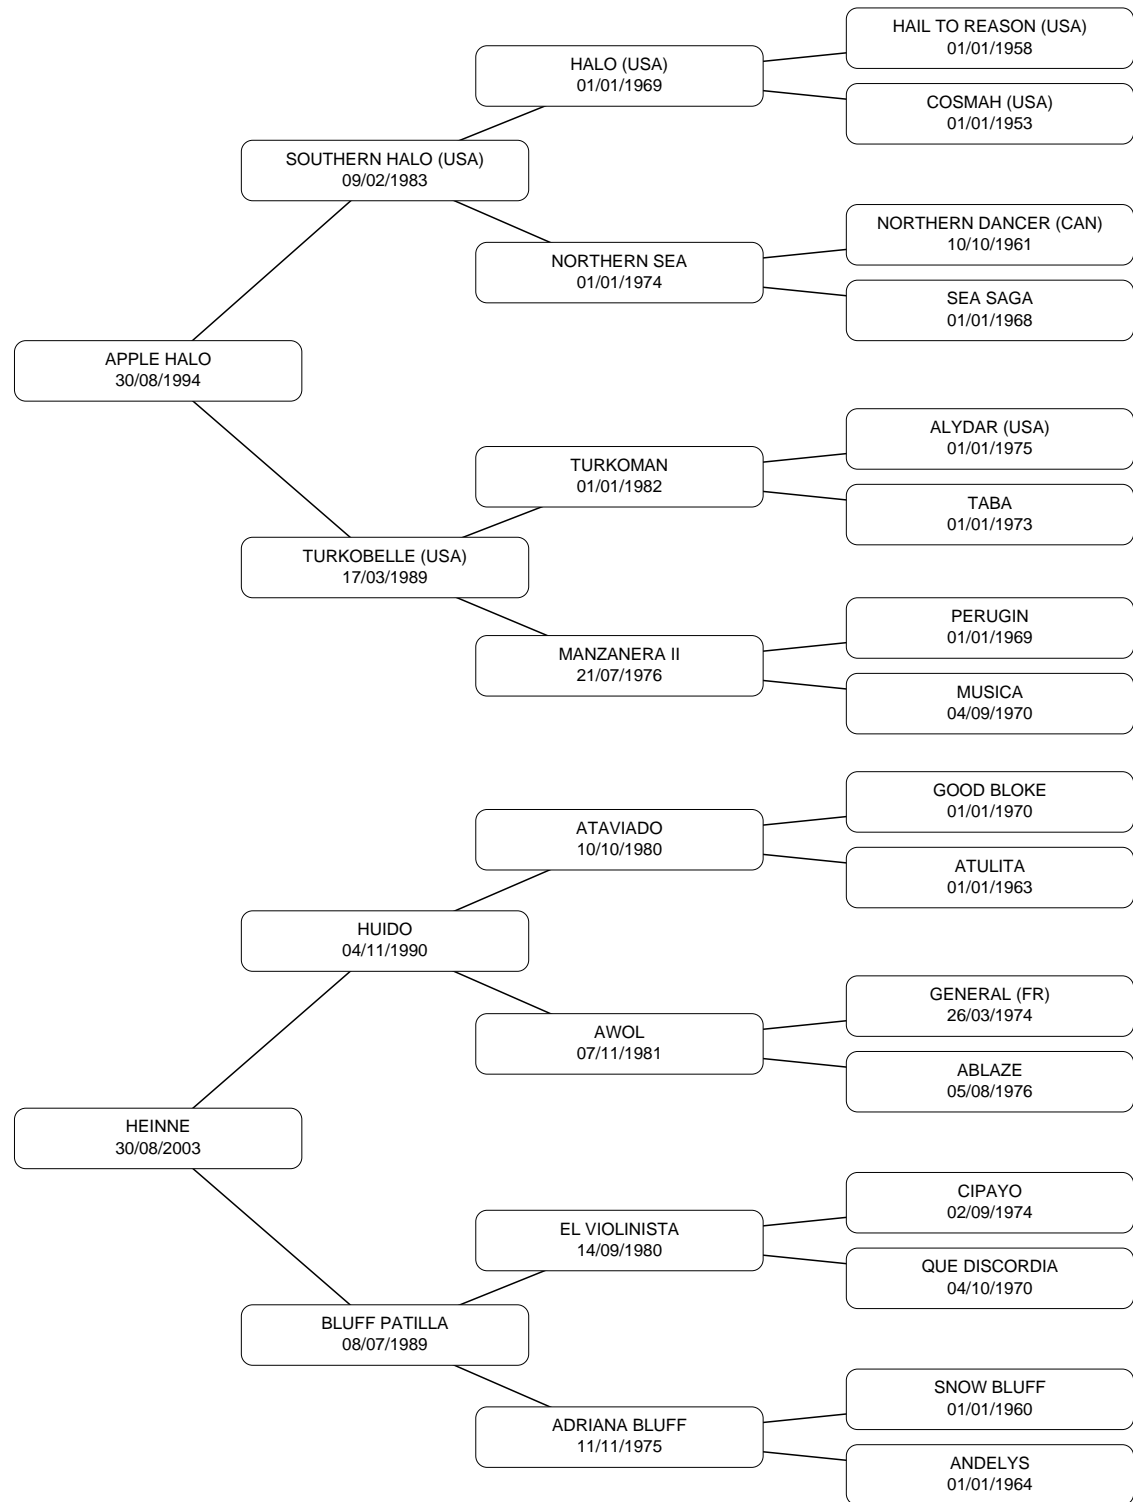 HAIL TO REASON (USA)
01/01/1958
HALO (USA)
01/01/1969
COSMAH (USA)
01/01/1953
SOUTHERN HALO (USA)
09/02/1983
NORTHERN DANCER (CAN)
10/10/1961
NORTHERN SEA
01/01/1974
SEA SAGA
01/01/1968
APPLE HALO
30/08/1994
ALYDAR (USA)
01/01/1975
TURKOMAN
01/01/1982
TABA
01/01/1973
TURKOBELLE (USA)
17/03/1989
PERUGIN
01/01/1969
MANZANERA II
21/07/1976
MUSICA
04/09/1970
GOOD BLOKE
01/01/1970
ATAVIADO
10/10/1980
ATULITA
01/01/1963
HUIDO
04/11/1990
GENERAL (FR)
26/03/1974
AWOL
07/11/1981
ABLAZE
05/08/1976
HEINNE
30/08/2003
CIPAYO
02/09/1974
EL VIOLINISTA
14/09/1980
QUE DISCORDIA
04/10/1970
BLUFF PATILLA
08/07/1989
SNOW BLUFF
01/01/1960
ADRIANA BLUFF
11/11/1975
ANDELYS
01/01/1964